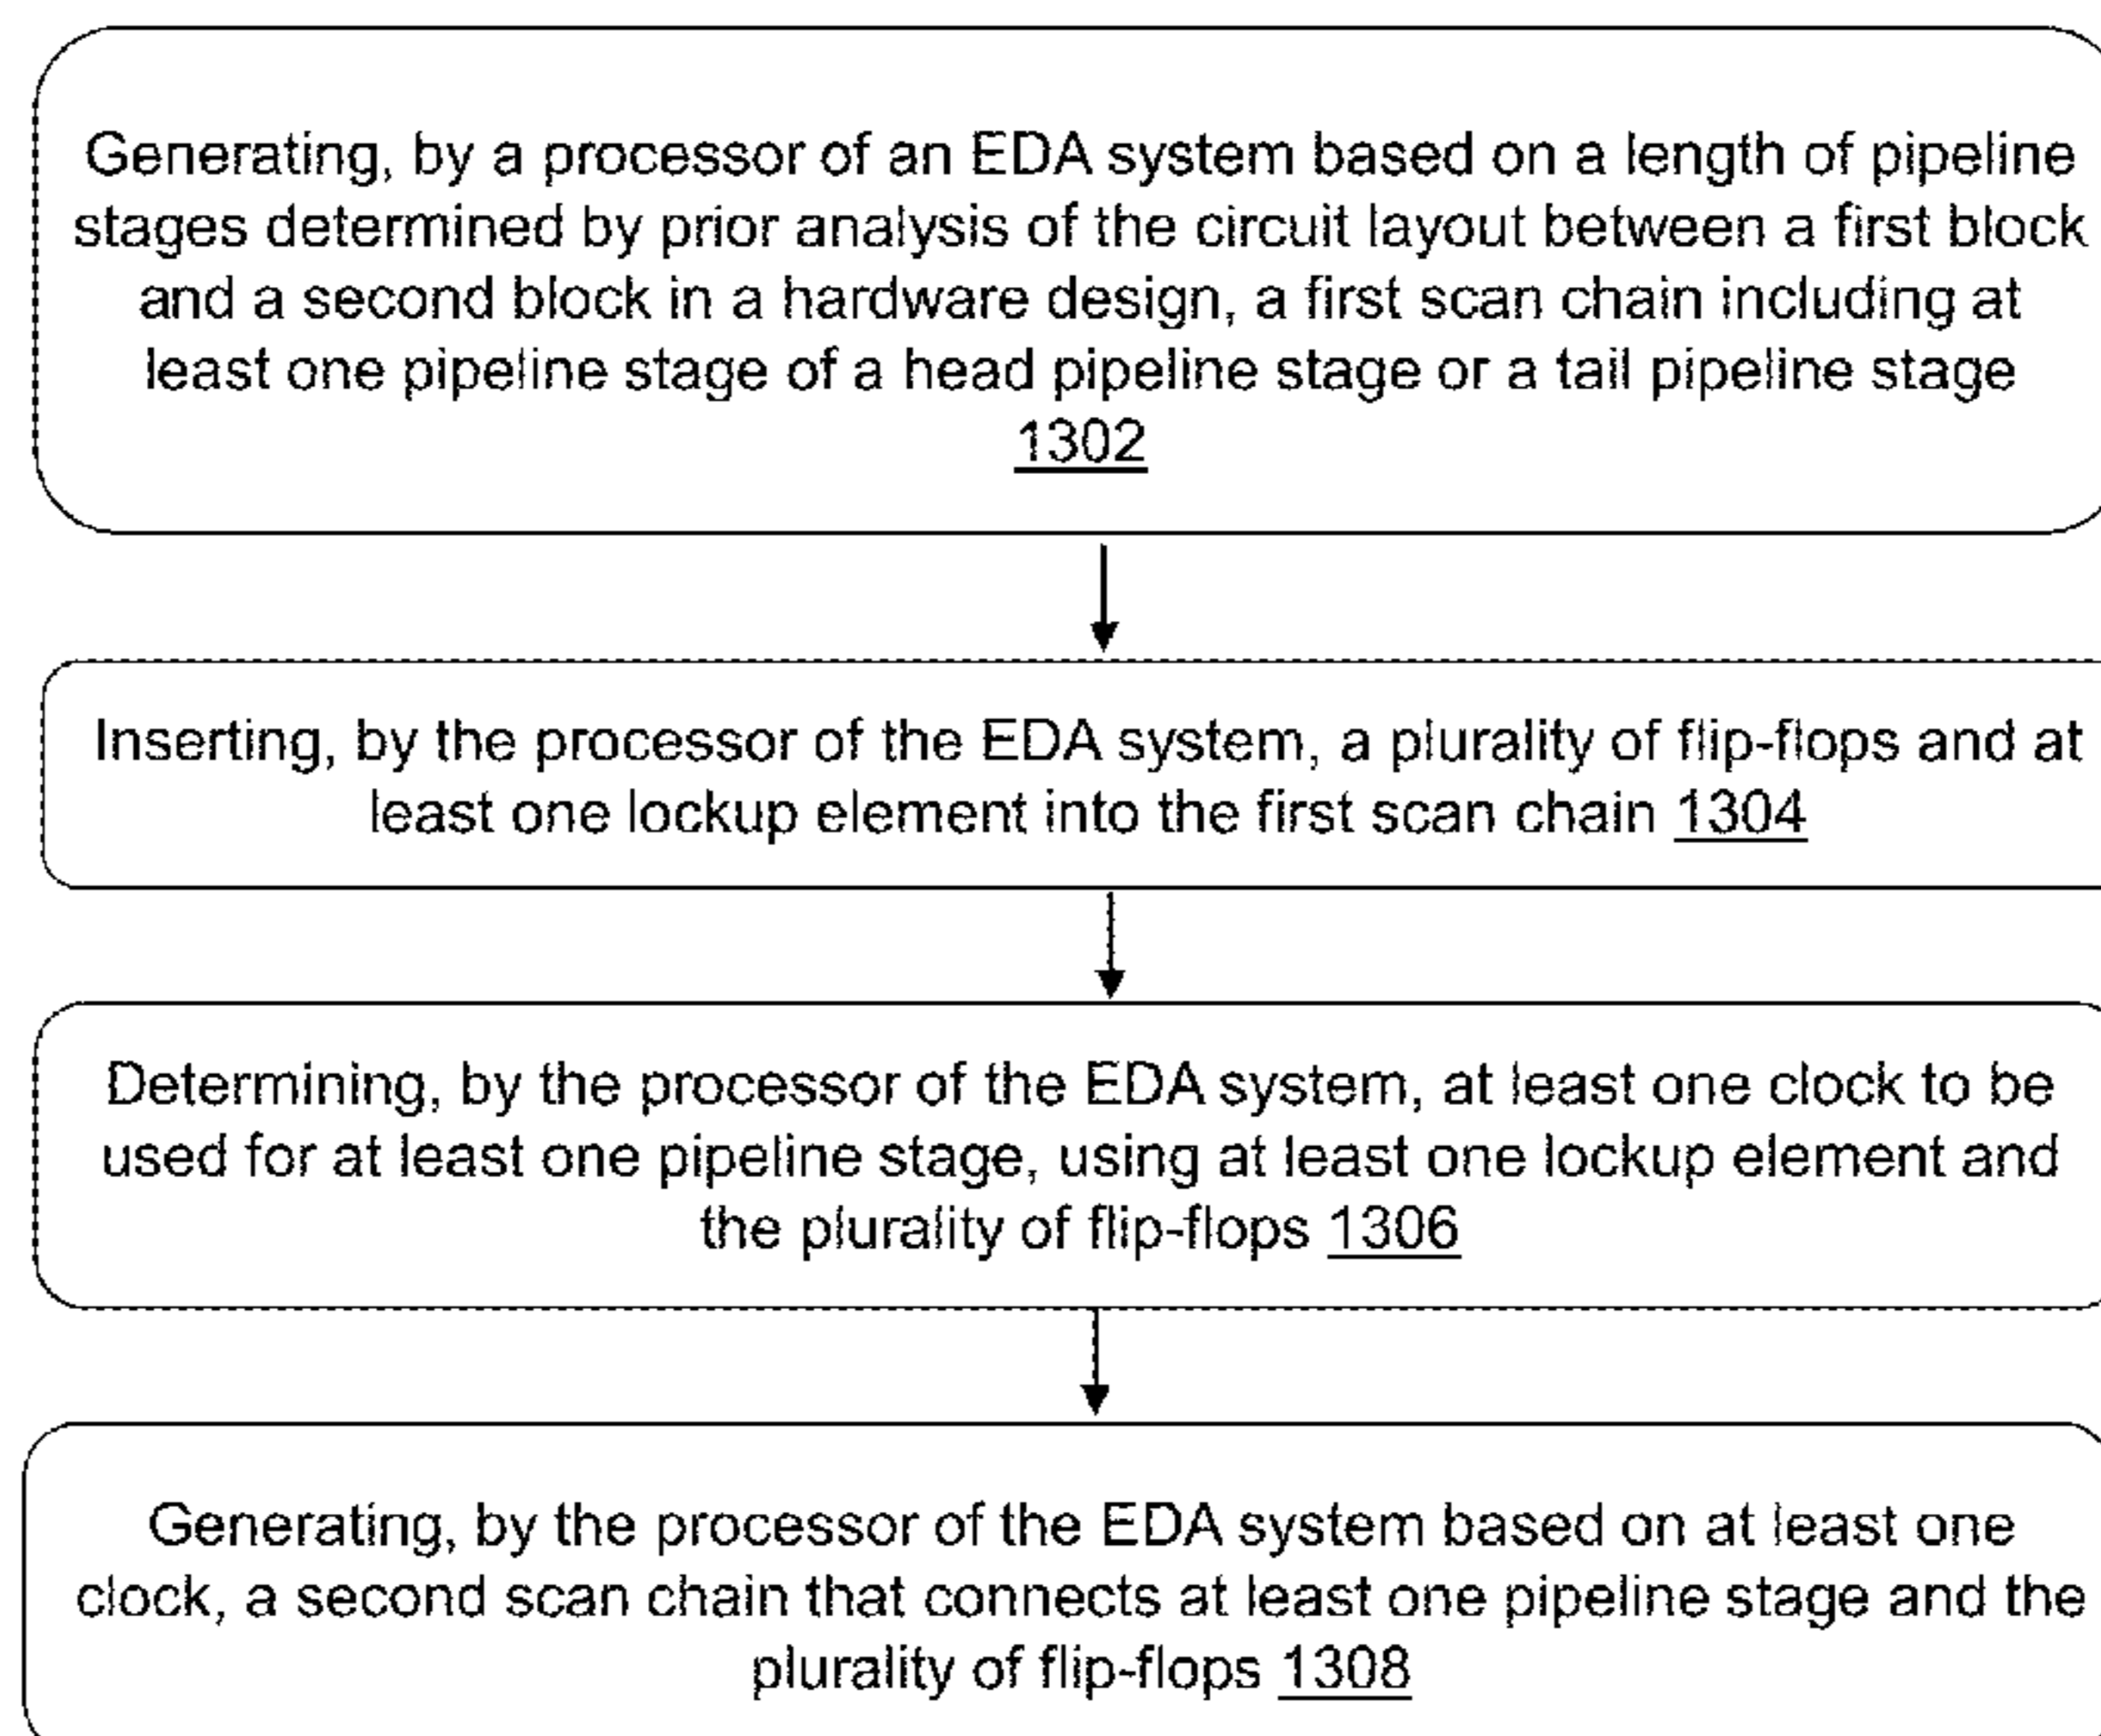 Generating, by a processor of an EDA system based on a length of pipeline
stages determined by prior analysis of the circuit layout between a first block
and a second block in a hardware design, a first scan chain including at
least one pipeline stage of a head pipeline stage or a tail pipeline stage
1302
Inserting, by the processor of the EDA system, a plurality of flip-flops and at
least one lockup element into the first scan chain 1304
Determining, by the processor of the EDA system, at least one clock to be
used for at least one pipeline stage, using at least one lockup element and
the plurality of flip-flops 1306
Generating, by the processor of the EDA system based on at least one
clock, a second scan chain that connects at least one pipeline stage and the
plurality of flip-flops 1308